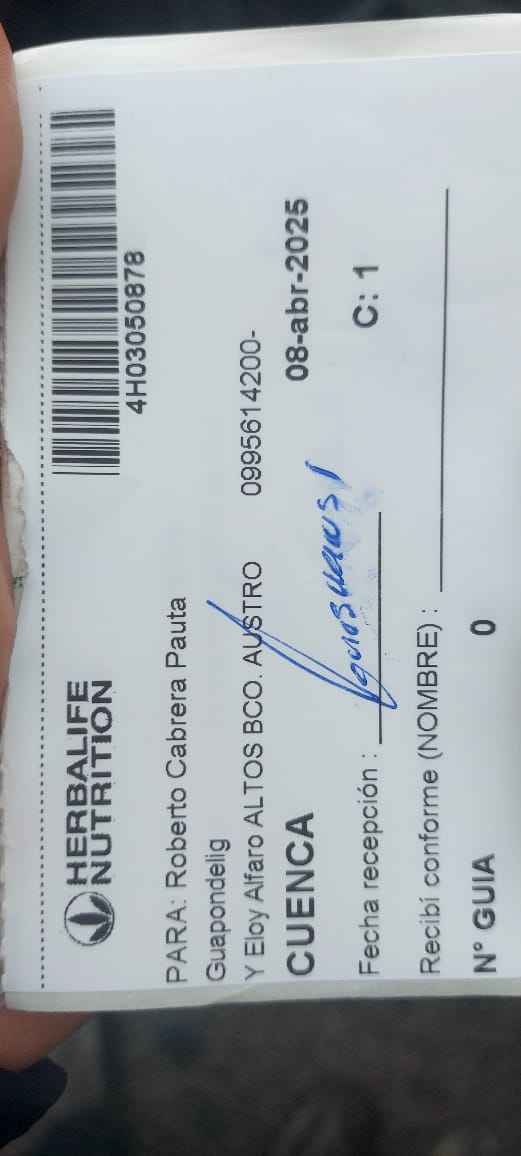 HERBALIFE
NUTRITION
4H03050878
PARA: Roberto Cabrera Pauta
Guapondelig
Y Eloy Alfaro ALTOS BCO. AUSTRO 0995614200-
CUENCA 08-abr-2025
Fecha recepción : C: 1
Recibí conforme (NOMBRE) :
N° GUIA 0